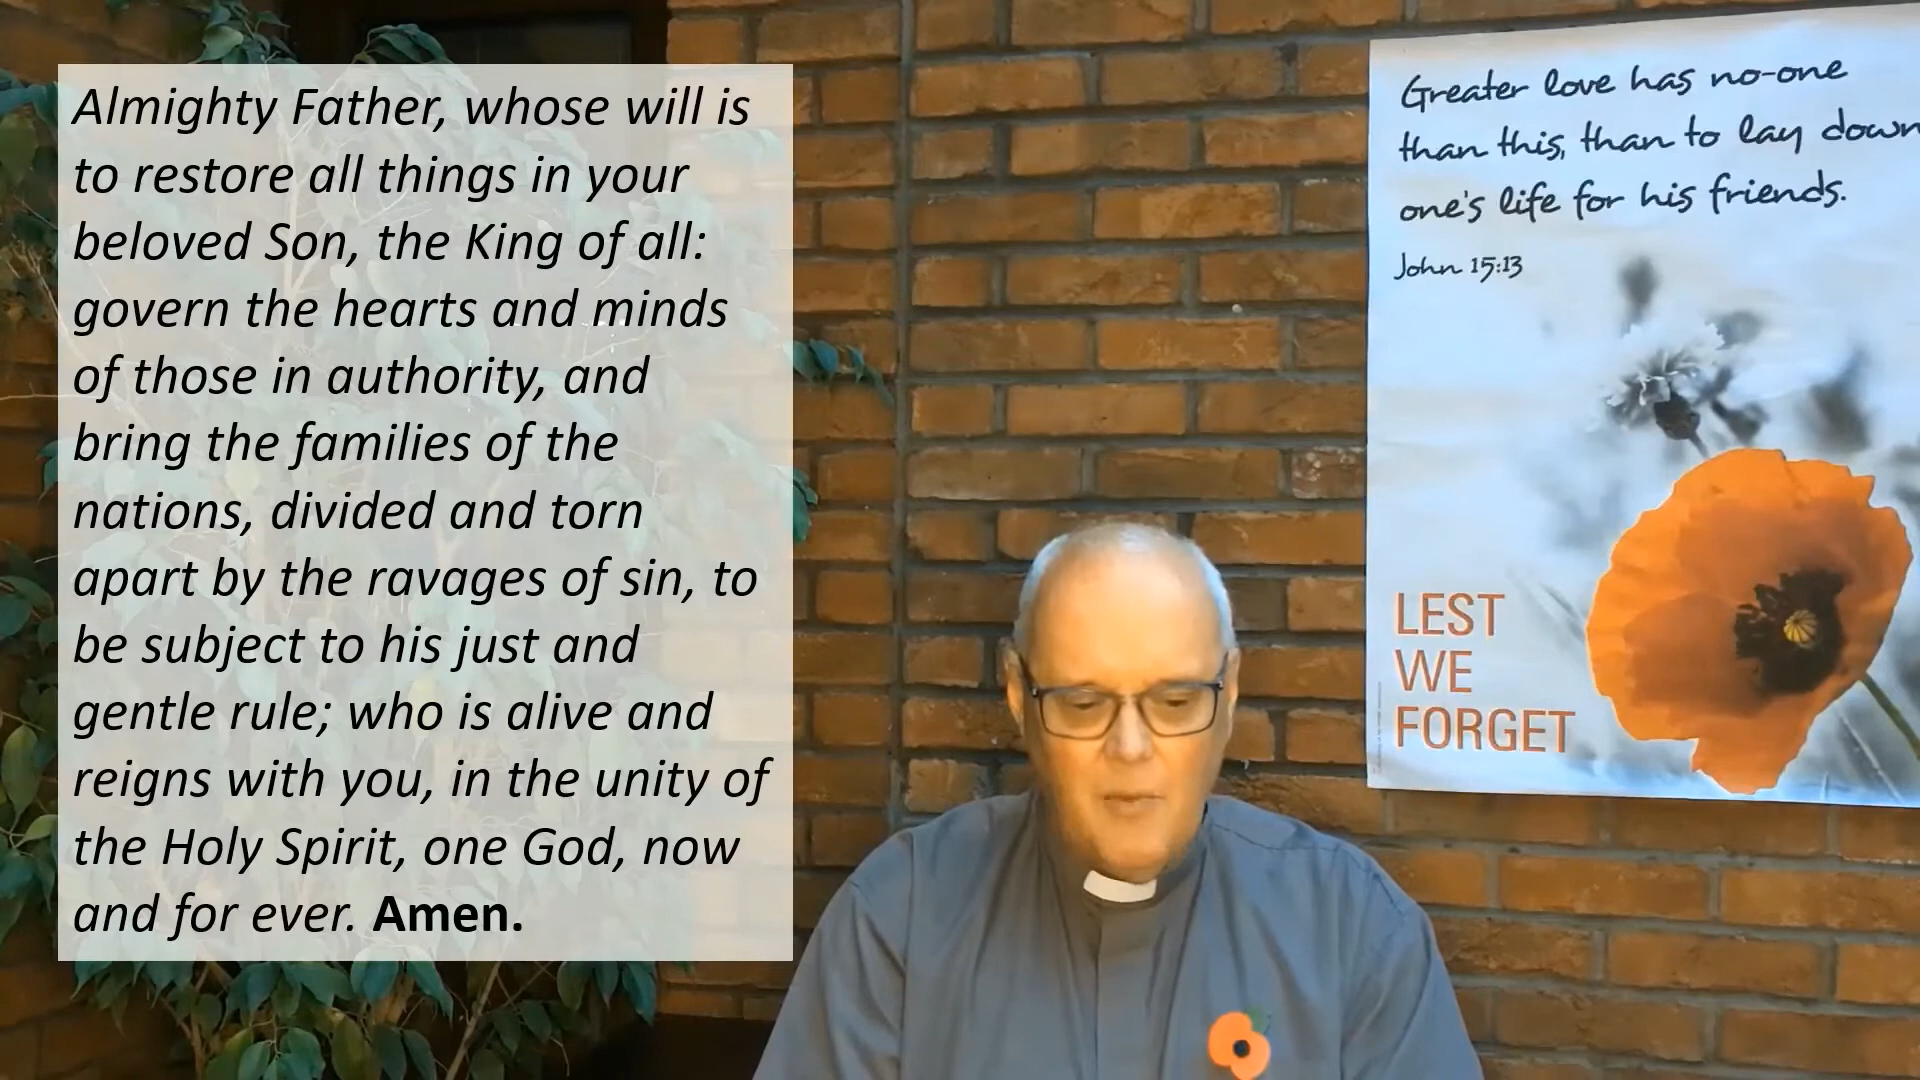 Almighty Father, whose will is
to restore all things in your
beloved Son, the King of all:
govern the hearts and minds
of those in authority, and
bring the families of the
nations, divided and torn
apart by the ravages of sin, to
be subject to his just and
gentle rule; who is alive and
reigns with you, in the unity of
the Holy Spirit, one God, now
and for ever. Amen.
Greater love has no-one
than this, than to lay down
one's life for his friends.
John 15:13
LEST
WE
FORGET